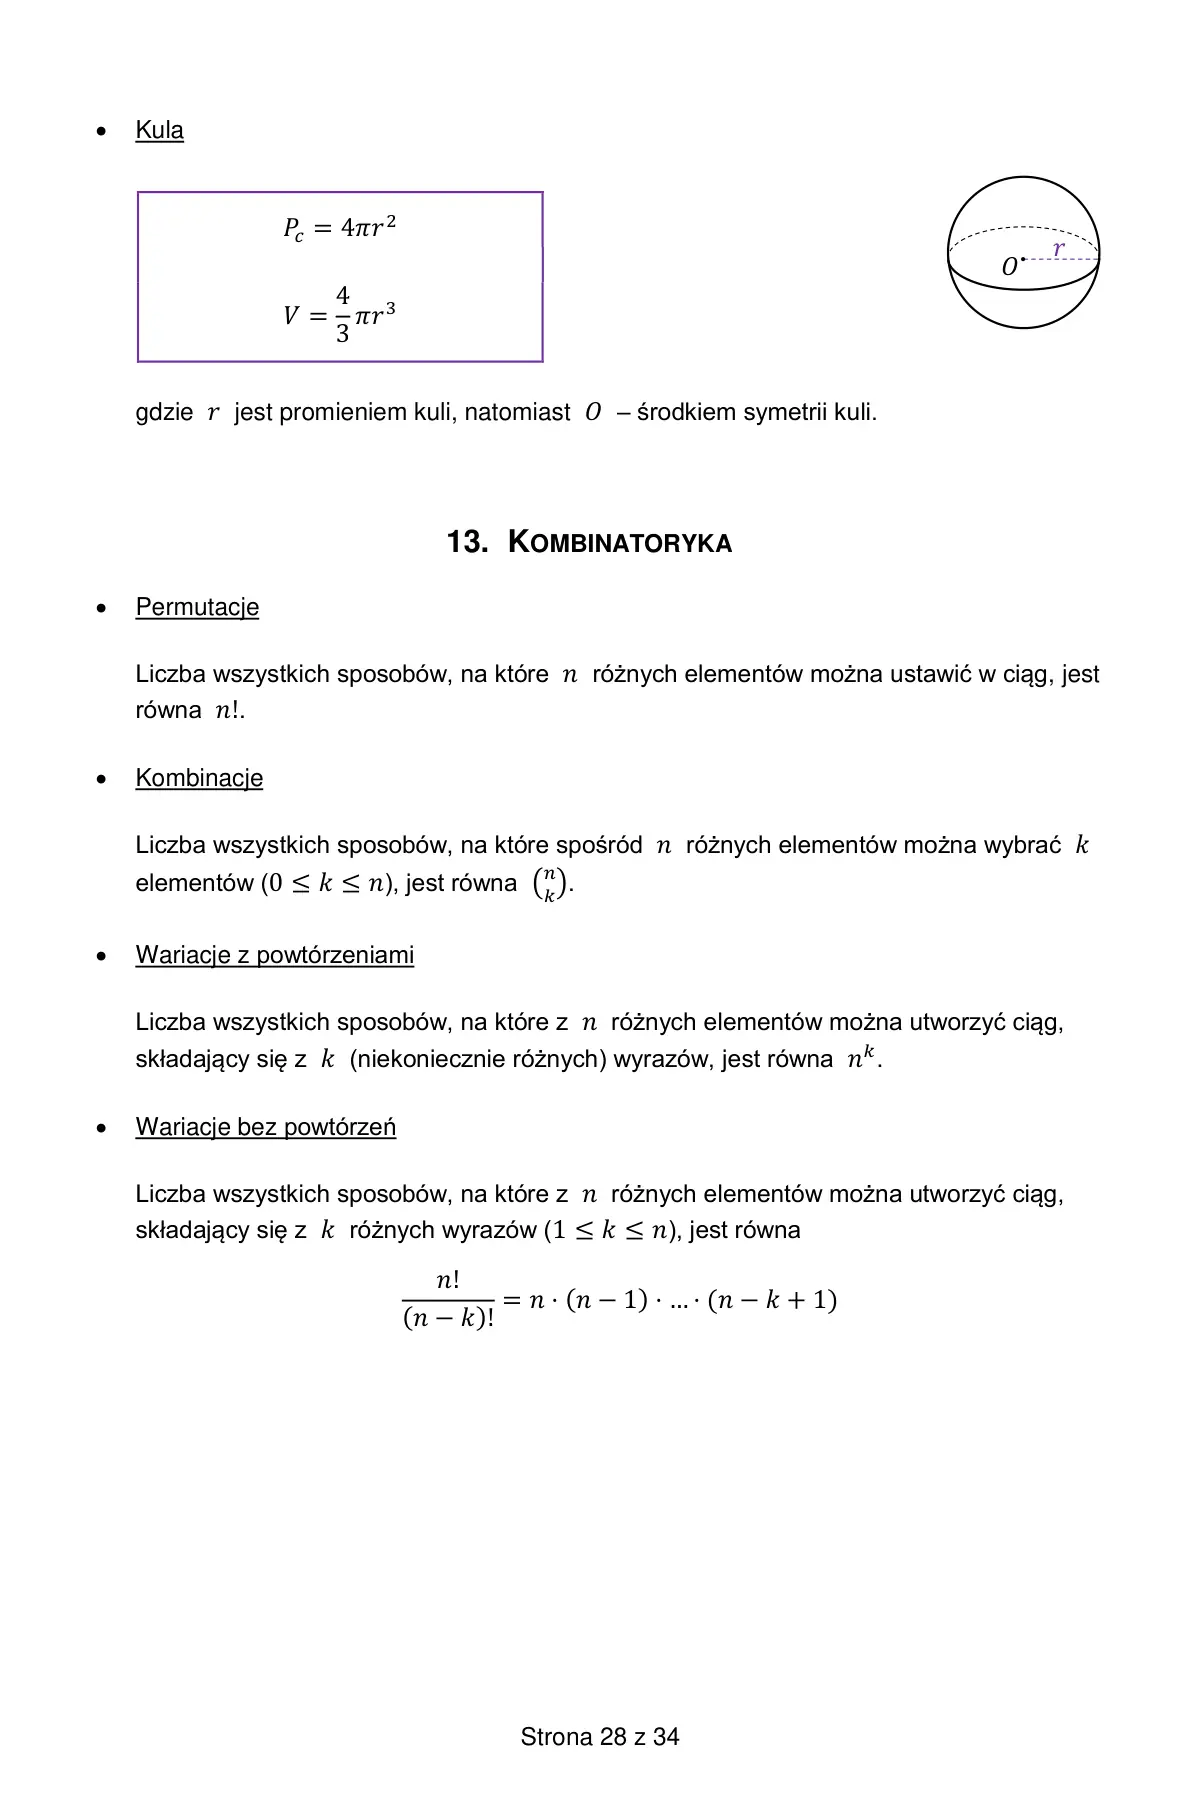 • Kula
P_c = 4πr²
V = 4/3 πr³
O r
gdzie r jest promieniem kuli, natomiast O – środkiem symetrii kuli.
13. KOMBINATORYKA
• Permutacje
Liczba wszystkich sposobów, na które n różnych elementów można ustawić w ciąg, jest
równa n!.
• Kombinacje
Liczba wszystkich sposobów, na które spośród n różnych elementów można wybrać k
elementów (0 ≤ k ≤ n), jest równa (n k).
• Wariacje z powtórzeniami
Liczba wszystkich sposobów, na które z n różnych elementów można utworzyć ciąg,
składający się z k (niekoniecznie różnych) wyrazów, jest równa n^k.
• Wariacje bez powtórzeń
Liczba wszystkich sposobów, na które z n różnych elementów można utworzyć ciąg,
składający się z k różnych wyrazów (1 ≤ k ≤ n), jest równa
n!/(n − k)! = n · (n − 1) · … · (n − k + 1)
Strona 28 z 34